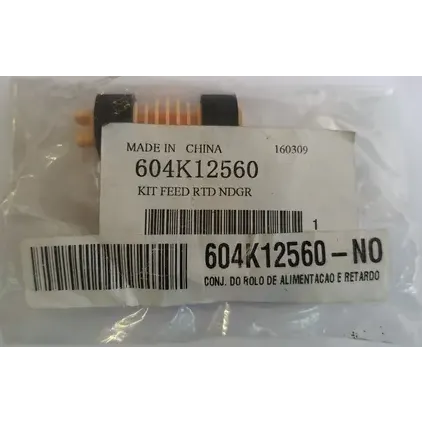 MADE IN CHINA 160309
604K12560
KIT FEED RTD NDGR
1
604K12560-NO
CONJ. DO ROLO DE ALIMENTACAO E RETARDO